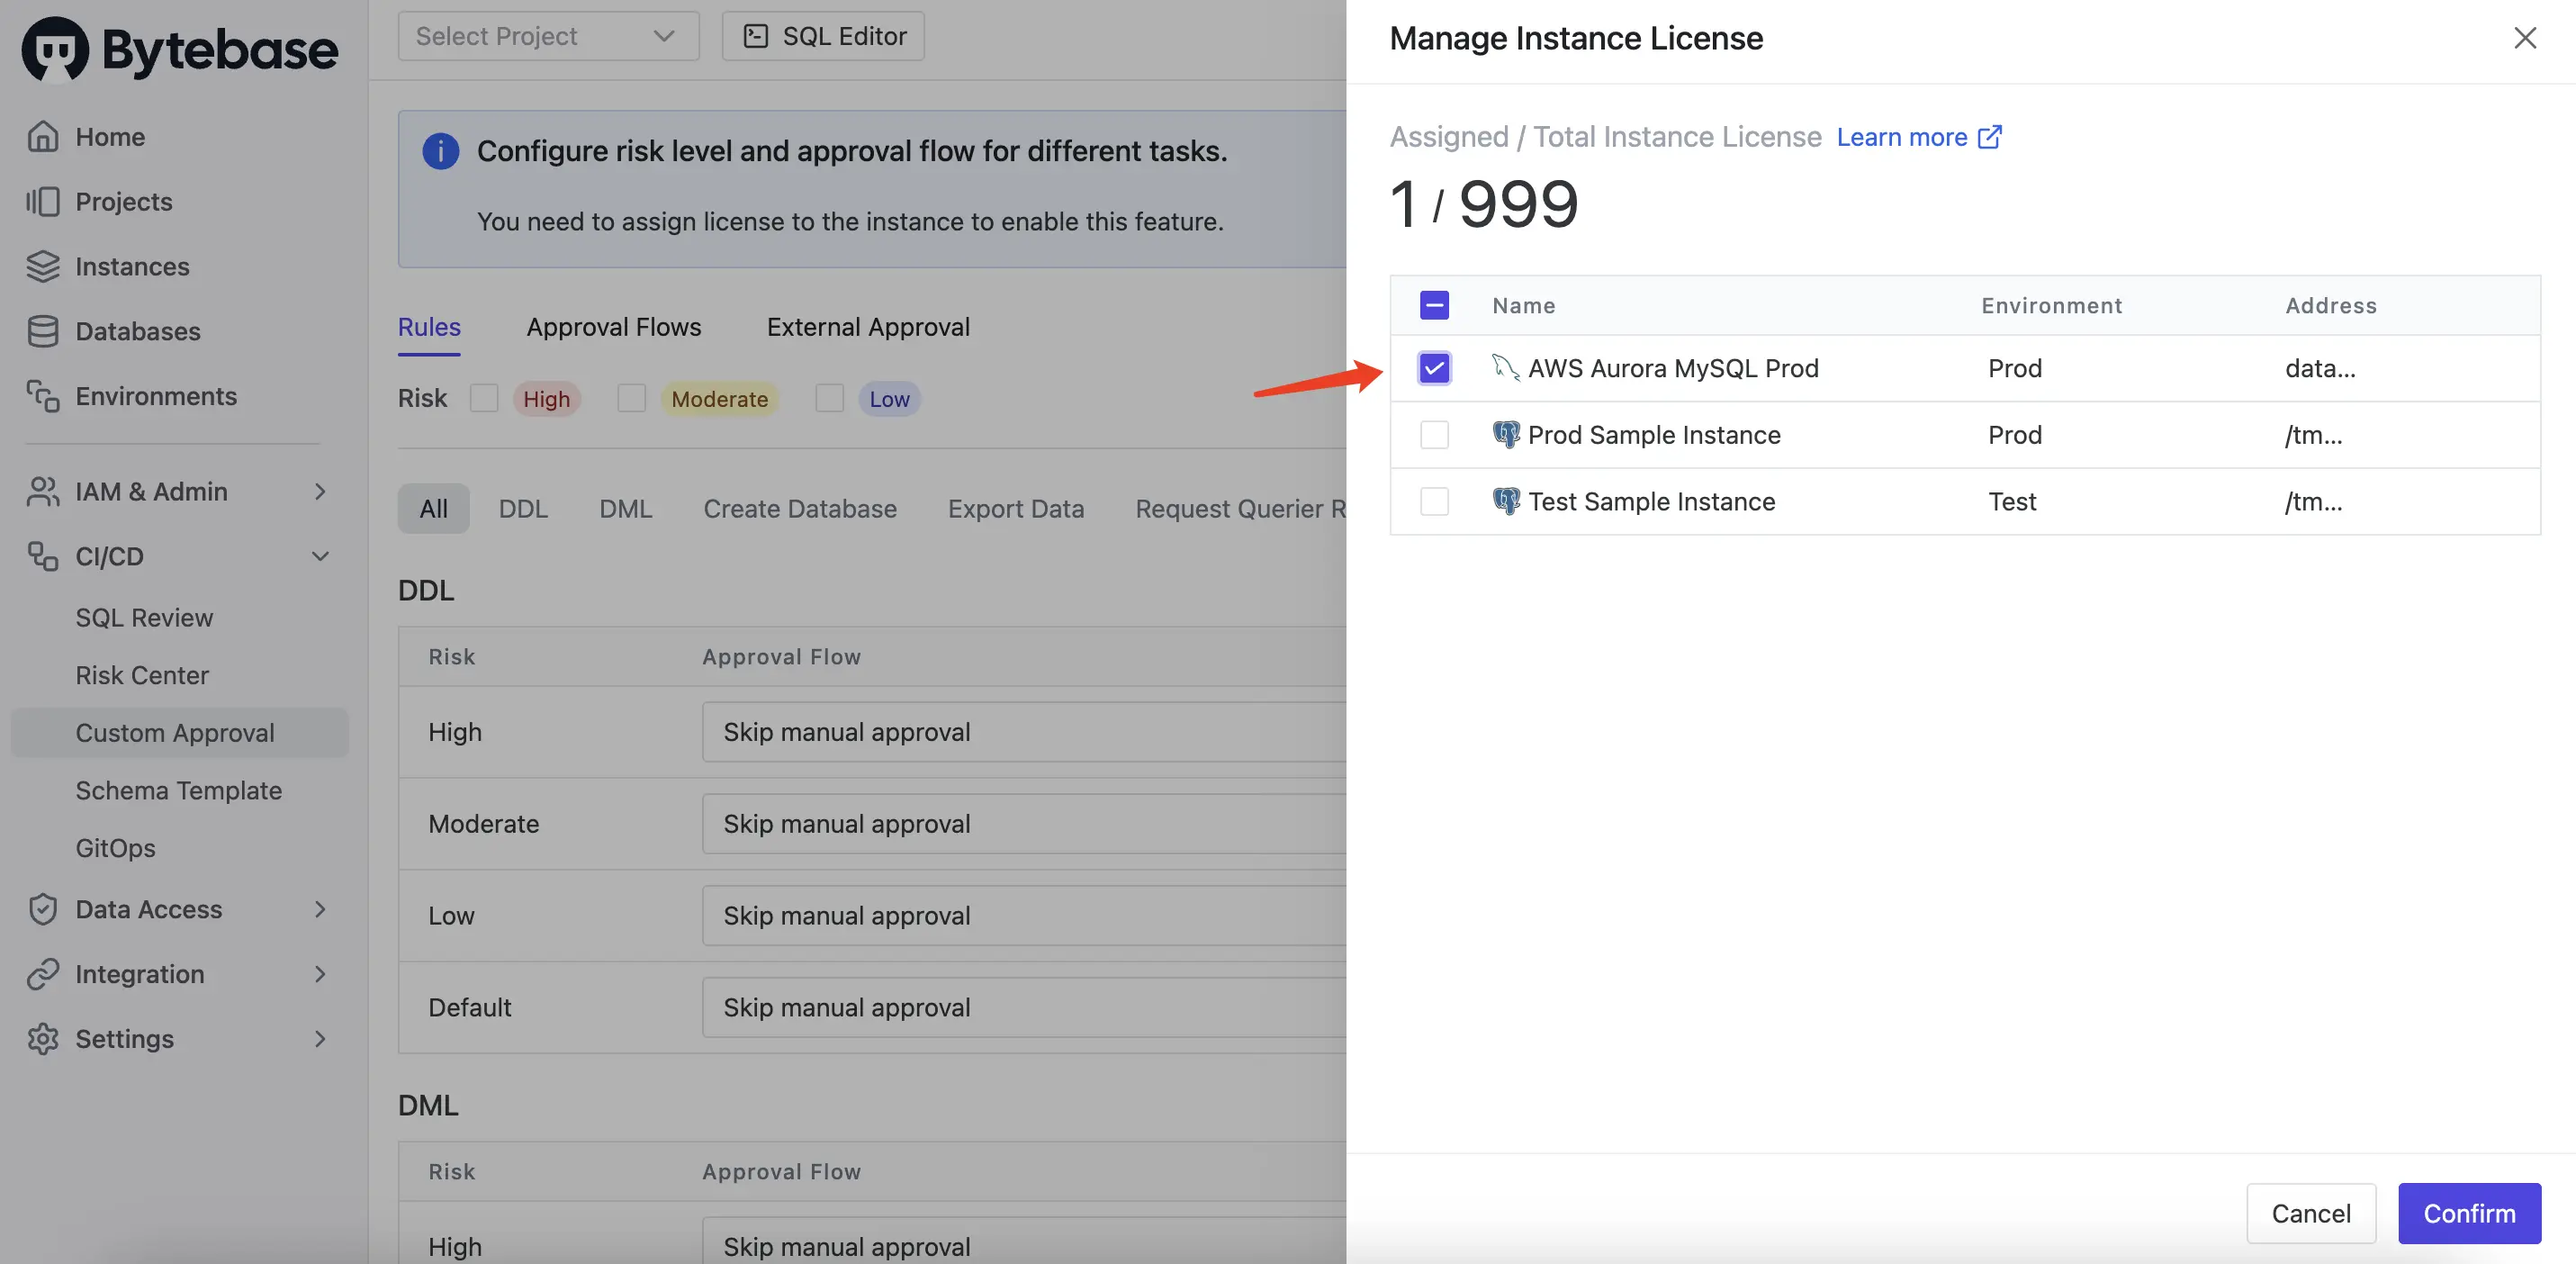 Bytebase
Home
Projects
Instances
Databases
Environments
IAM & Admin
CI/CD
SQL Review
Risk Center
Custom Approval
Schema Template
GitOps
Data Access
Integration
Settings
Select Project
SQL Editor
Configure risk level and approval flow for different tasks.
You need to assign license to the instance to enable this feature.
Rules Approval Flows External Approval
Risk High Moderate Low
All DDL DML Create Database Export Data Request Querier R
DDL
Risk Approval Flow
High Skip manual approval
Moderate Skip manual approval
Low Skip manual approval
Default Skip manual approval
DML
Risk Approval Flow
High Skip manual approval
Manage Instance License
Assigned / Total Instance License Learn more
1 / 999
Name Environment Address
AWS Aurora MySQL Prod Prod data...
Prod Sample Instance Prod /tm...
Test Sample Instance Test /tm...
Cancel Confirm